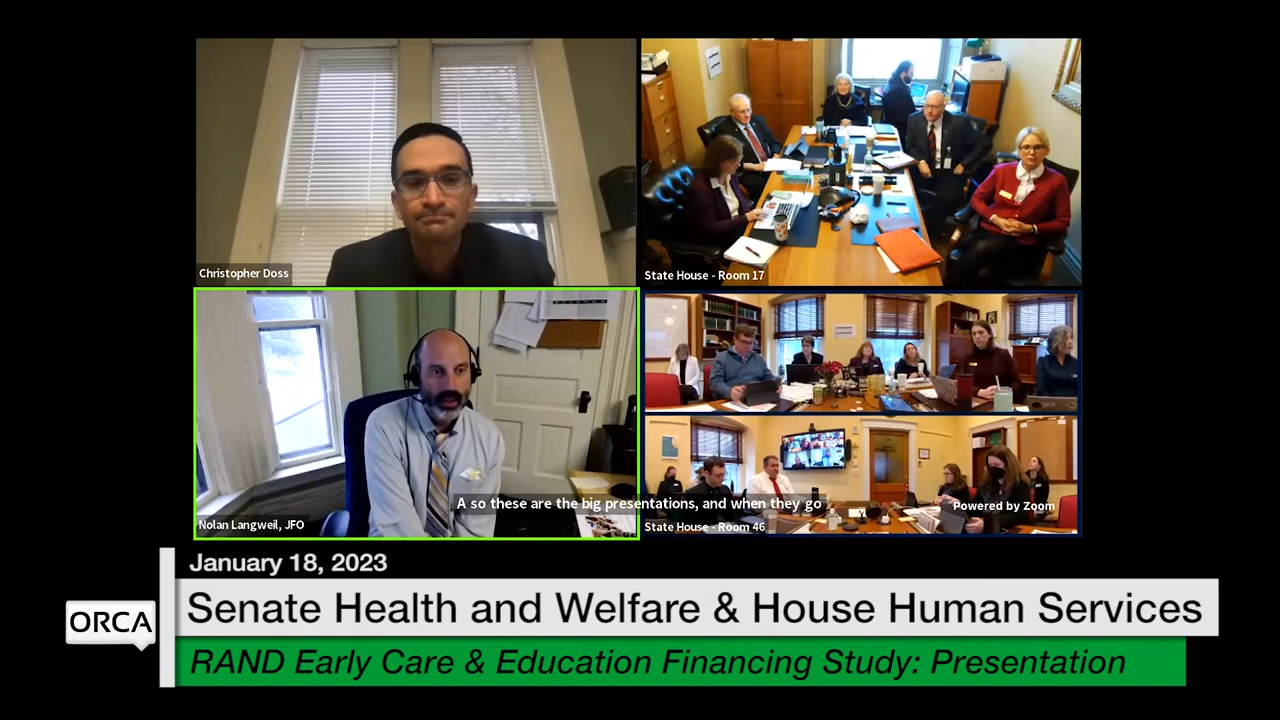 Christopher Doss
State House - Room 17
A so these are the big presentations, and when they go
Powered by Zoom
Nolan Langweil, JFO
State House - Room 46
January 18, 2023
ORCA
Senate Health and Welfare & House Human Services
RAND Early Care & Education Financing Study: Presentation